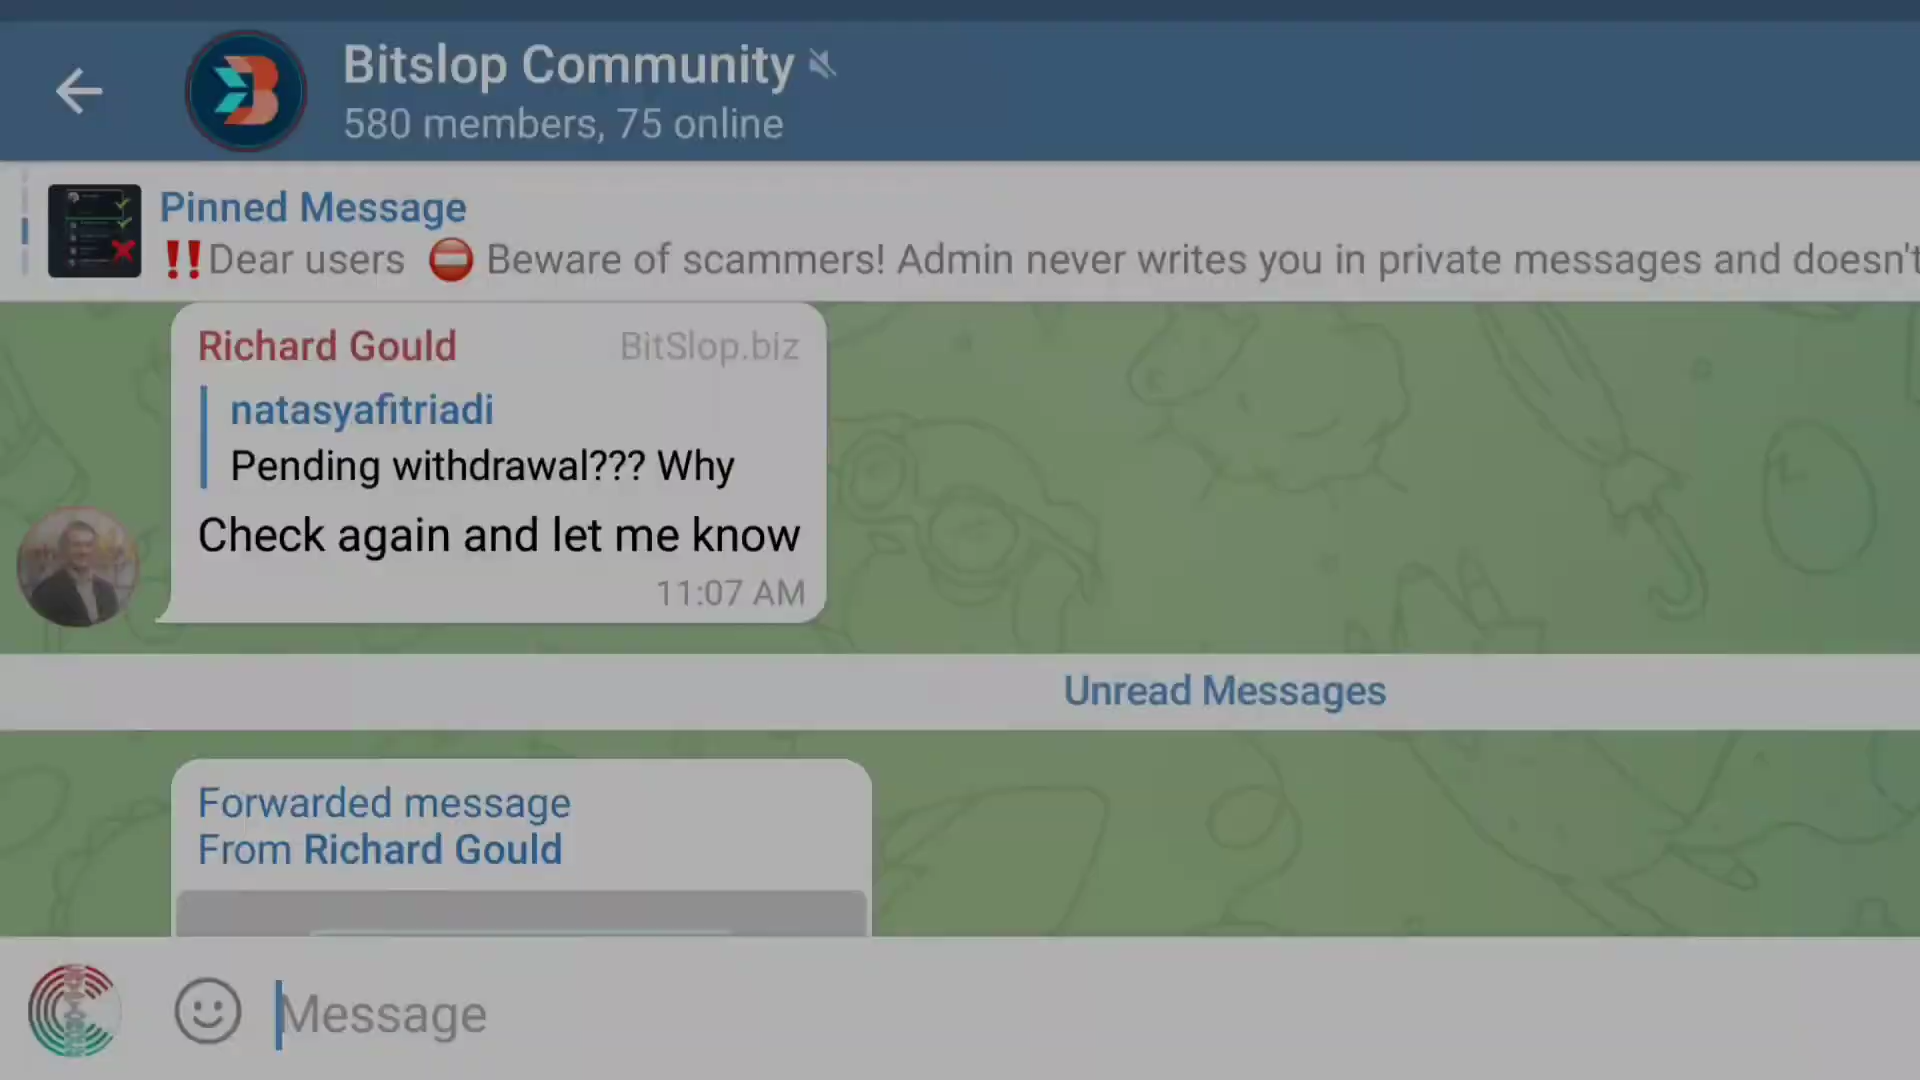 Bitslop Community
580 members, 75 online
Pinned Message
‼️Dear users ⛔ Beware of scammers! Admin never writes you in private messages and doesn't
Richard Gould BitSlop.biz
natasyafitriadi
Pending withdrawal??? Why
Check again and let me know
11:07 AM
Unread Messages
Forwarded message
From Richard Gould
Message